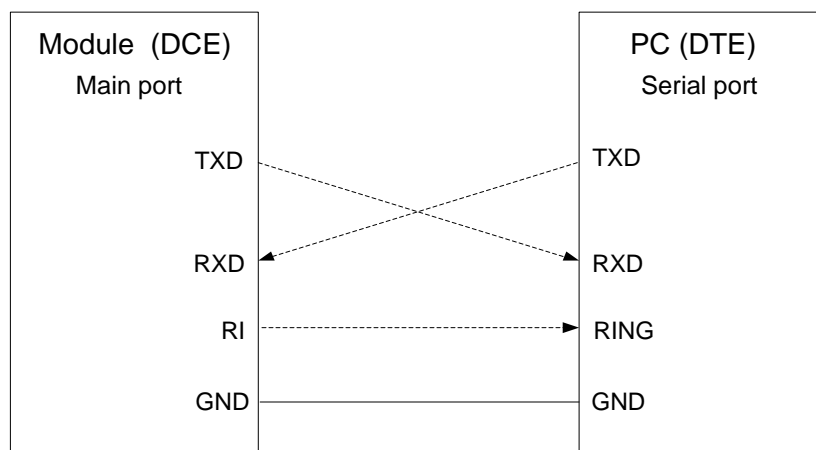 Module (DCE)
Main port
TXD
RXD
RI
GND
PC (DTE)
Serial port
TXD
RXD
RING
GND